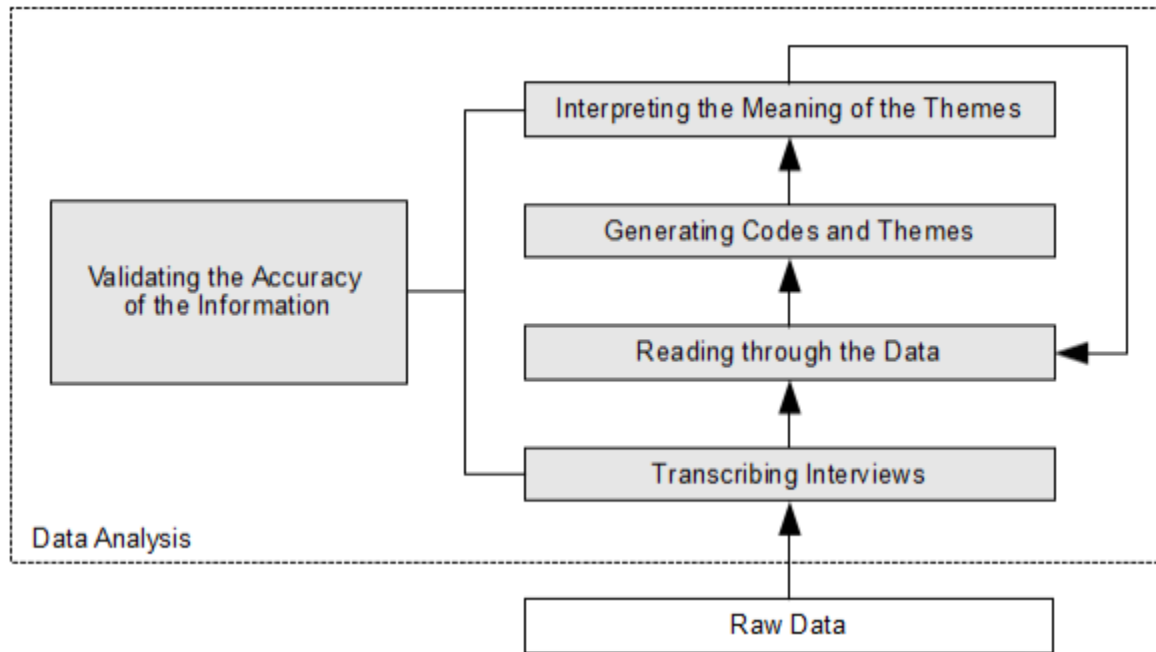 Interpreting the Meaning of the Themes
Generating Codes and Themes
Validating the Accuracy
of the Information
Reading through the Data
Transcribing Interviews
Data Analysis
Raw Data